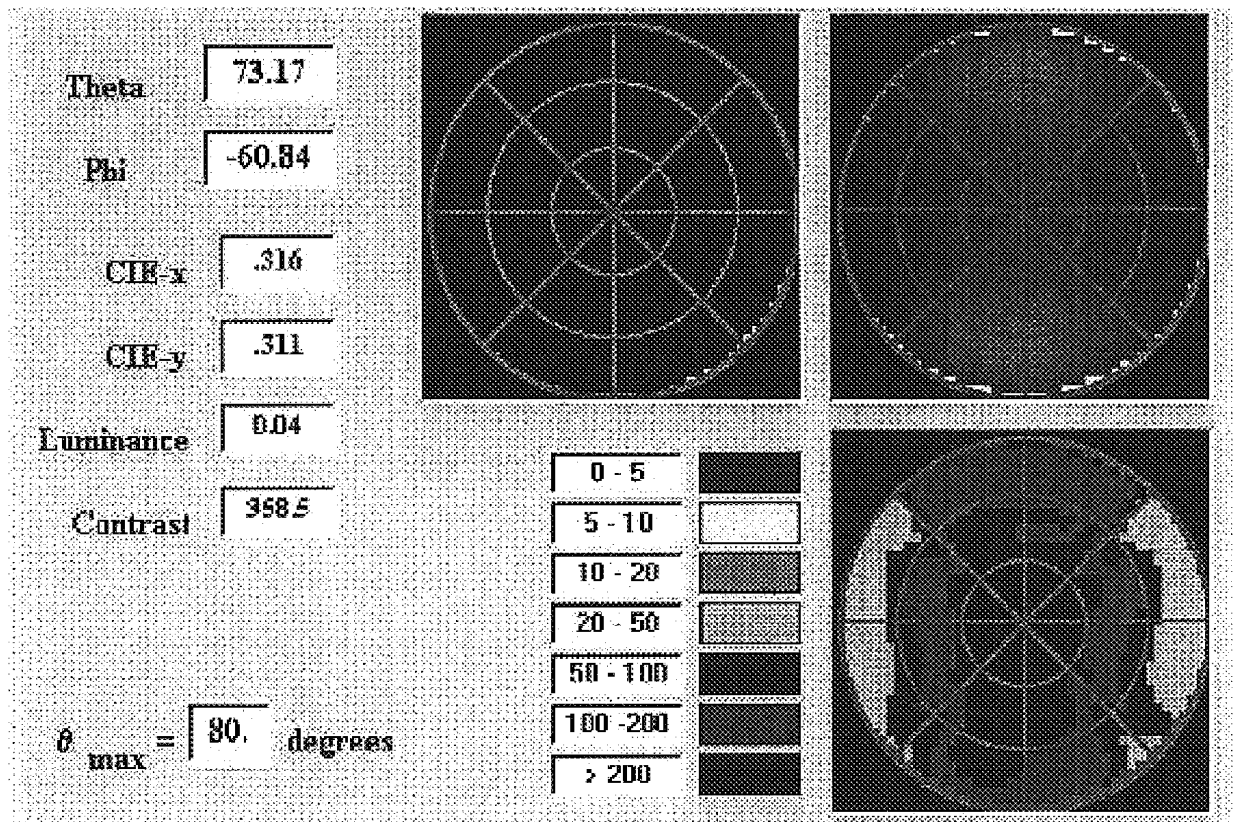 Theta 73.17
Phi -60.84
CIE-x .316
CIE-y .311
Luminance 0.04
Contrast 358.5
θ max = 80. degrees
0 - 5
5 - 10
10 - 20
20 - 50
50 - 100
100 -200
> 200